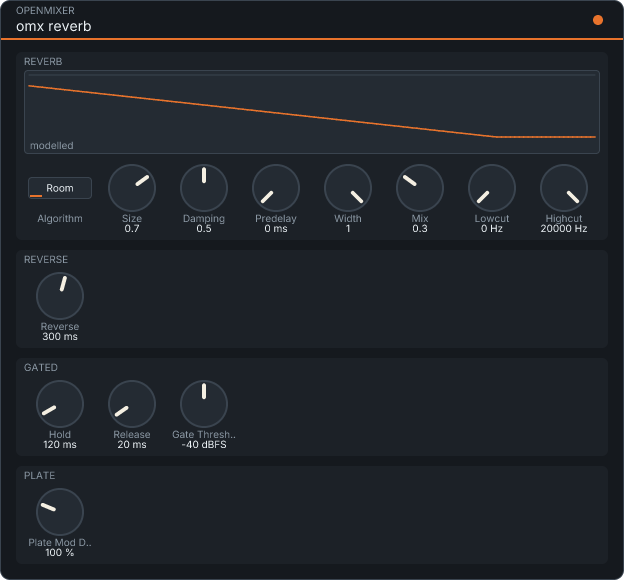 OPENMIXER
omx reverb
REVERB
modelled
Room
Algorithm Size Damping Predelay Width Mix Lowcut Highcut
0.7 0.5 0 ms 1 0.3 0 Hz 20000 Hz
REVERSE
Reverse
300 ms
GATED
Hold Release Gate Thresh..
120 ms 20 ms -40 dBFS
PLATE
Plate Mod D..
100 %